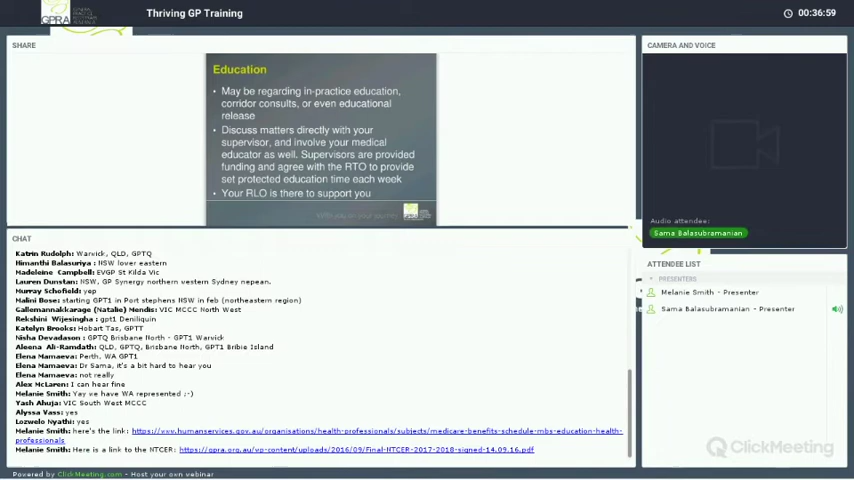 GPRA
Thriving GP Training
00:36:59
SHARE
CAMERA AND VOICE
Education
May be regarding in-practice education,
corridor consults, or even educational
release
Discuss matters directly with your
supervisor, and involve your medical
educator as well. Supervisors are provided
funding and agree with the RTO to provide
set protected education time each week
Your RLO is there to support you
Audio attendee:
Sama Balasubramanian
CHAT
Katrin Rudolph: Warwick, QLD, GPTQ
Himanthi Balasuriya : NSW lover eastern
Madeleine Campbell: EVGP St Kilda Vic
Lauren Dunstan: NSW, GP Synergy northern western Sydney nepean.
Murray Schofield: yep
Malini Bose: starting GPT1 in Port stephens NSW in feb (northeastern region)
Gallemannakkarage (Natalie) Mendis: VIC MCCC North West
Rekshini Wijesingha: gpt1 Deniliquin
Katelyn Brooks: Hobart Tas, GPTT
Nisha Devadason: GPTQ Brisbane North - GPT1 Warwick
Aleena Ali-Ramdath: QLD, GPTQ, Brisbane North, GPT1 Bribie Island
Elena Mamaeva: Perth, WA GPT1
Elena Mamaeva: Dr Sama, it's a bit hard to hear you
Elena Mamaeva: not really
Alex McLaren: I can hear fine
Melanie Smith: Yay we have WA represented ;-)
Yash Ahuja: VIC South West MCCC
Alyssa Vass: yes
Lozwelo Nyathi: yes
Melanie Smith: here's the link: https://www.humanservices.gov.au/organisations/health-professionals/subjects/medicare-benefits-schedule-mbs-education-health-
professionals
Melanie Smith: Here is a link to the NTCER: https://gpra.org.au/wp-content/uploads/2016/09/Final-NTCER-2017-2018-signed-14.09.16.pdf
ATTENDEE LIST
PRESENTERS
Melanie Smith - Presenter
Sama Balasubramanian - Presenter
ClickMeeting
Powered by ClickMeeting.com - Host your own webinar